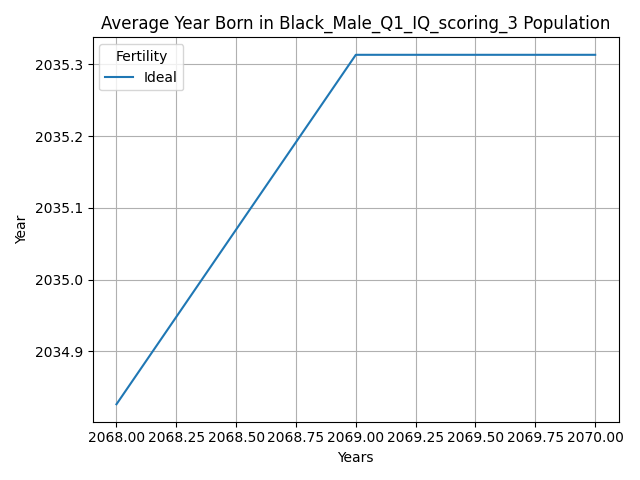 Average Year Born in Black_Male_Q1_IQ_scoring_3 Population
Fertility
Ideal
2035.3
2035.2
2035.1
2035.0
2034.9
Year
2068.00 2068.25 2068.50 2068.75 2069.00 2069.25 2069.50 2069.75 2070.00
Years